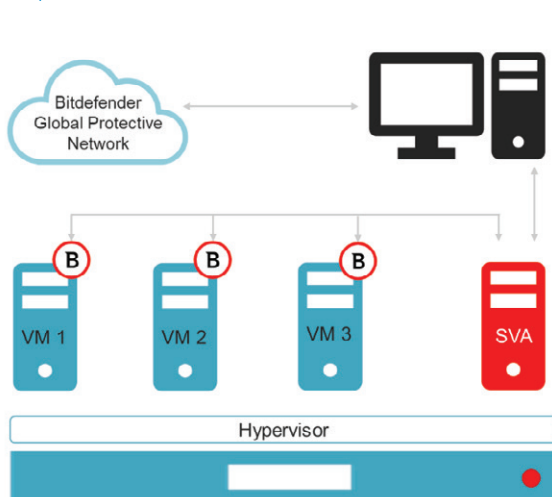 Bitdefender
Global Protective
Network
B
B
B
VM 1
VM 2
VM 3
SVA
Hypervisor